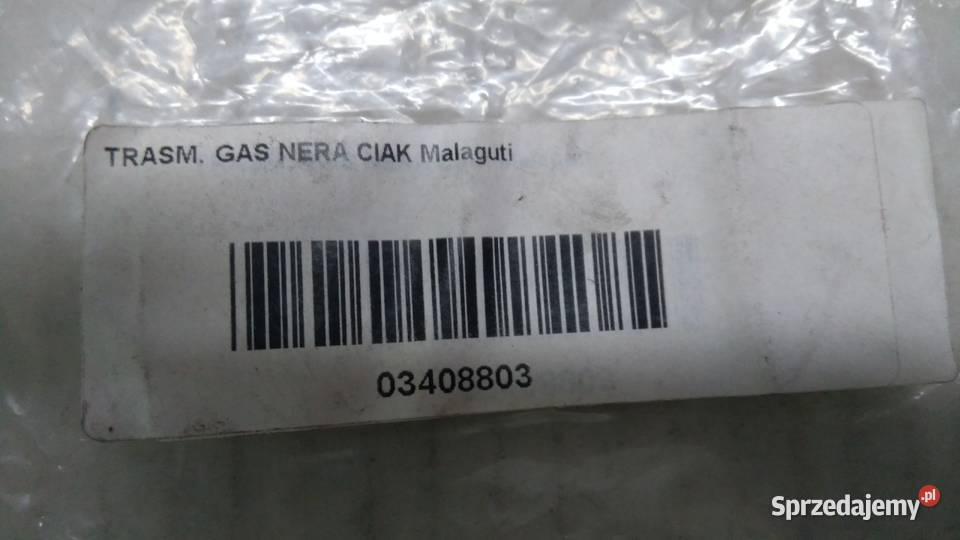 TRASM. GAS NERA CIAK Malaguti
03408803
Sprzedajemy.pl